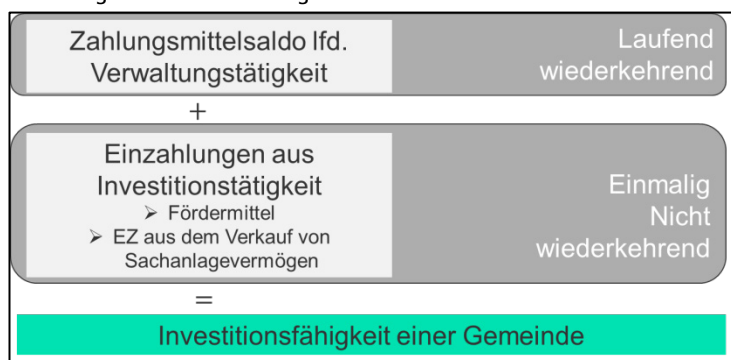 Zahlungsmittelsaldo lfd.
Verwaltungstätigkeit
Laufend
wiederkehrend
+
Einzahlungen aus
Investitionstätigkeit
➢ Fördermittel
➢ EZ aus dem Verkauf von
Sachanlagevermögen
Einmalig
Nicht
wiederkehrend
=
Investitionsfähigkeit einer Gemeinde